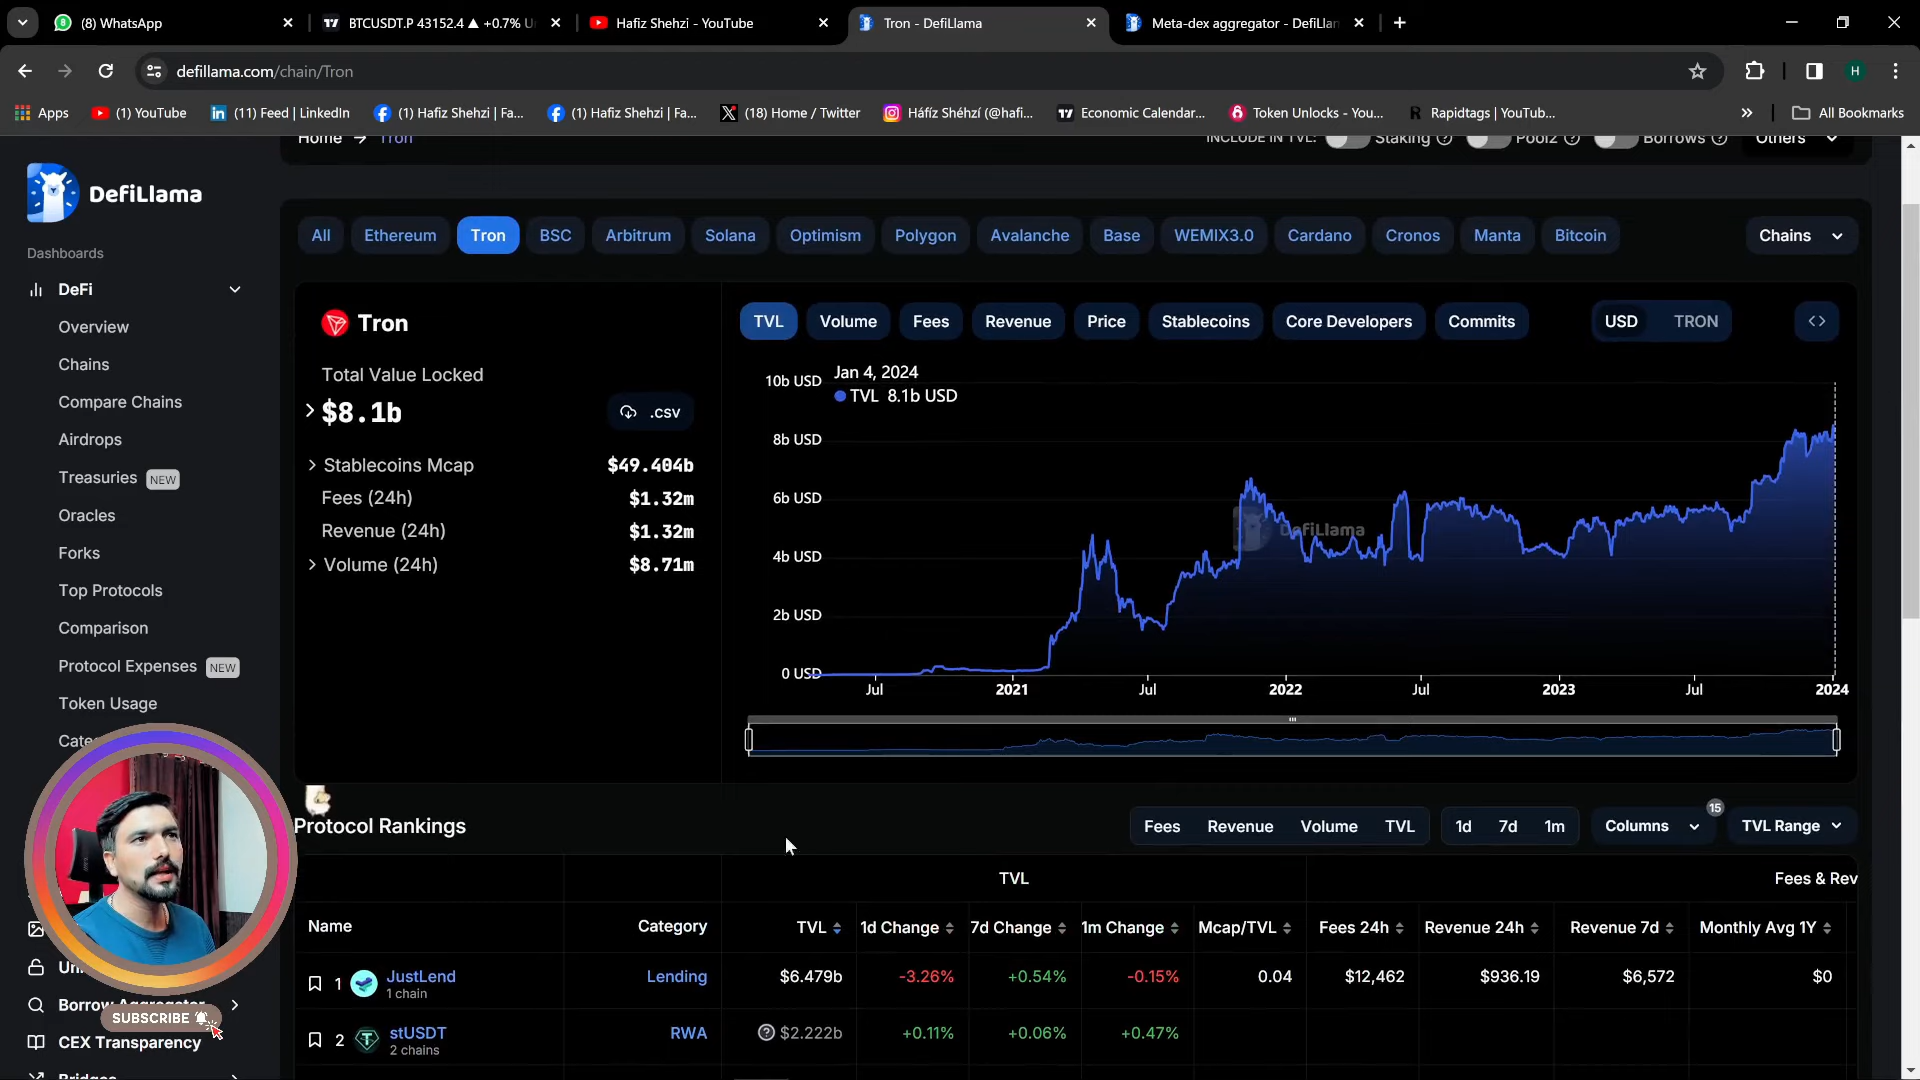 (8) WhatsApp
BTCUSDT.P 43152.4 ▲ +0.7% U
Hafiz Shehzi - YouTube
Tron - DefiLlama
Meta-dex aggregator - DefiLlam
defillama.com/chain/Tron
H
Apps
(1) YouTube
(11) Feed | LinkedIn
(1) Hafiz Shehzi | Fa...
(1) Hafiz Shehzi | Fa...
(18) Home / Twitter
Háfíz Shéhzí (@hafi...
Economic Calendar...
Token Unlocks - You...
Rapidtags | YouTub...
All Bookmarks
Home → Tron
INCLUDE IN TVL: Staking Pool2 Borrows Others
DefiLlama
All Ethereum Tron BSC Arbitrum Solana Optimism Polygon Avalanche Base WEMIX3.0 Cardano Cronos Manta Bitcoin Chains
Dashboards
DeFi
Overview
Chains
Compare Chains
Airdrops
Treasuries NEW
Oracles
Forks
Top Protocols
Comparison
Protocol Expenses NEW
Token Usage
Borrow Aggregator
CEX Transparency
Bridges
SUBSCRIBE
Tron
Total Value Locked
$8.1b
.csv
Stablecoins Mcap $49.404b
Fees (24h) $1.32m
Revenue (24h) $1.32m
Volume (24h) $8.71m
TVL Volume Fees Revenue Price Stablecoins Core Developers Commits USD TRON
Jan 4, 2024
TVL 8.1b USD
10b USD
8b USD
6b USD
4b USD
2b USD
0 USD
DefiLlama
Jul 2021 Jul 2022 Jul 2023 Jul 2024
Protocol Rankings
Fees Revenue Volume TVL
1d 7d 1m
Columns 15
TVL Range
TVL
Fees & Rev
Name Category TVL 1d Change 7d Change 1m Change Mcap/TVL Fees 24h Revenue 24h Revenue 7d Monthly Avg 1Y
1 JustLend Lending $6.479b -3.26% +0.54% -0.15% 0.04 $12,462 $936.19 $6,572 $0
1 chain
2 stUSDT RWA $2.222b +0.11% +0.06% +0.47%
2 chains